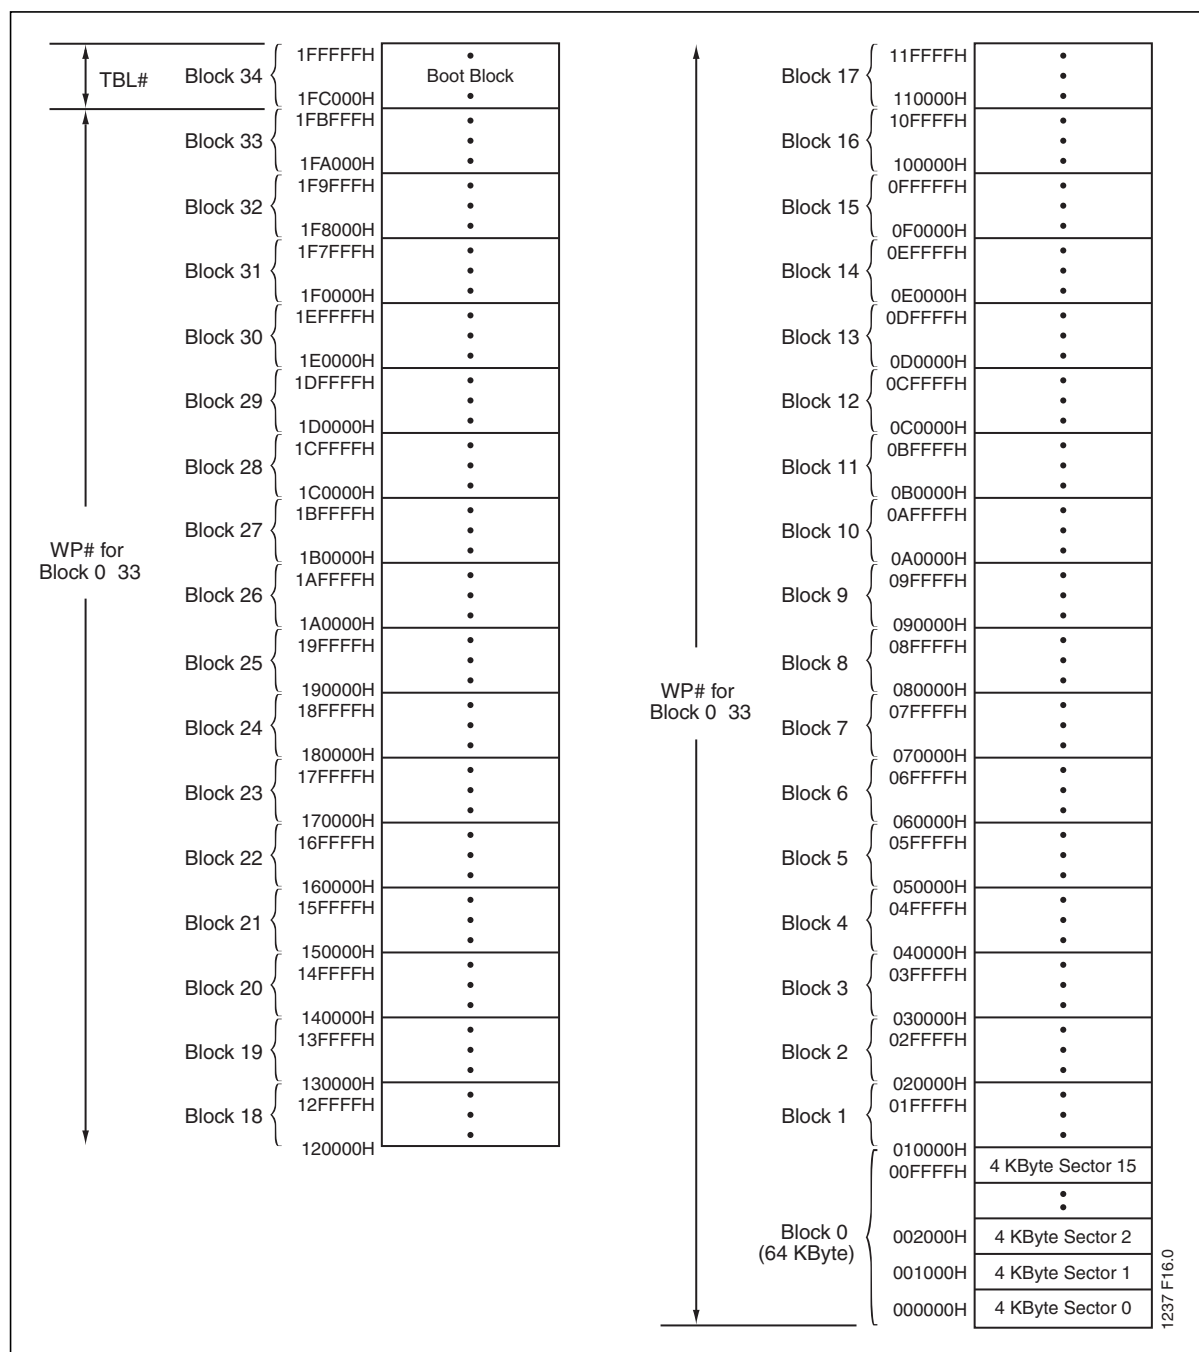 TBL#
WP# for
Block 0 33
Block 34
1FFFFFH
Boot Block
1FC000H
Block 33
1FBFFFH
1FA000H
Block 32
1F9FFFH
1F8000H
Block 31
1F7FFFH
1F0000H
Block 30
1EFFFFH
1E0000H
Block 29
1DFFFFH
1D0000H
Block 28
1CFFFFH
1C0000H
Block 27
1BFFFFH
1B0000H
Block 26
1AFFFFH
1A0000H
Block 25
19FFFFH
190000H
Block 24
18FFFFH
180000H
Block 23
17FFFFH
170000H
Block 22
16FFFFH
160000H
Block 21
15FFFFH
150000H
Block 20
14FFFFH
140000H
Block 19
13FFFFH
130000H
Block 18
12FFFFH
120000H
WP# for
Block 0 33
Block 17
11FFFFH
110000H
Block 16
10FFFFH
100000H
Block 15
0FFFFFH
0F0000H
Block 14
0EFFFFH
0E0000H
Block 13
0DFFFFH
0D0000H
Block 12
0CFFFFH
0C0000H
Block 11
0BFFFFH
0B0000H
Block 10
0AFFFFH
0A0000H
Block 9
09FFFFH
090000H
Block 8
08FFFFH
080000H
Block 7
07FFFFH
070000H
Block 6
06FFFFH
060000H
Block 5
05FFFFH
050000H
Block 4
04FFFFH
040000H
Block 3
03FFFFH
030000H
Block 2
02FFFFH
020000H
Block 1
01FFFFH
010000H
Block 0
(64 KByte)
00FFFFH
4 KByte Sector 15
002000H
4 KByte Sector 2
001000H
4 KByte Sector 1
000000H
4 KByte Sector 0
1237 F16.0